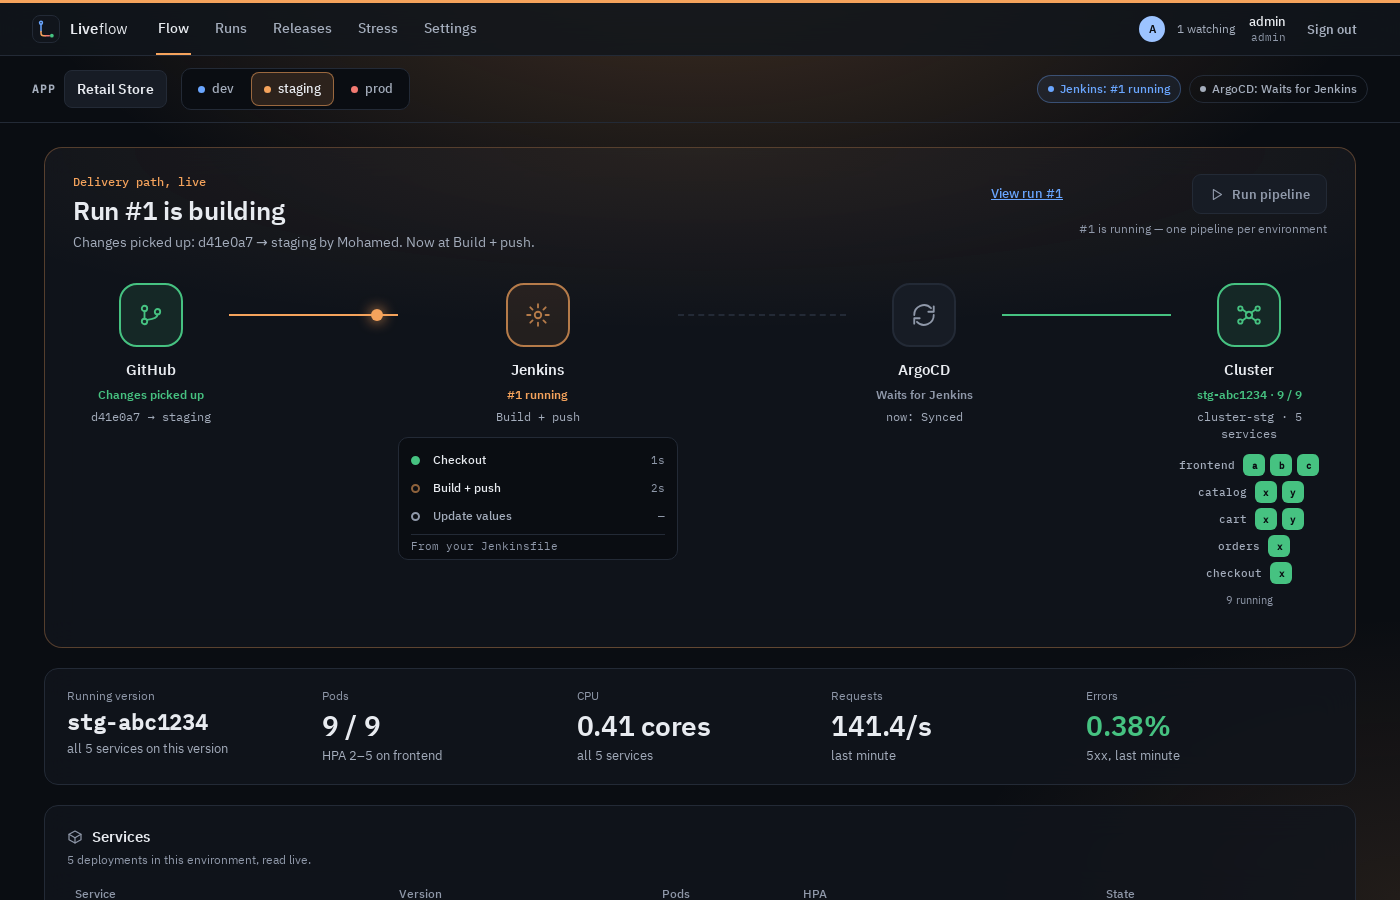 Liveflow
Flow
Runs
Releases
Stress
Settings
A
1 watching
admin
admin
Sign out
APP
Retail Store
dev
staging
prod
Jenkins: #1 running
ArgoCD: Waits for Jenkins
Delivery path, live
Run #1 is building
Changes picked up: d41e0a7 → staging by Mohamed. Now at Build + push.
View run #1
Run pipeline
#1 is running — one pipeline per environment
GitHub
Changes picked up
d41e0a7 → staging
Jenkins
#1 running
Build + push
Checkout 1s
Build + push 2s
Update values —
From your Jenkinsfile
ArgoCD
Waits for Jenkins
now: Synced
Cluster
stg-abc1234 · 9 / 9
cluster-stg · 5
services
frontend a b c
catalog x y
cart x y
orders x
checkout x
9 running
Running version
stg-abc1234
all 5 services on this version
Pods
9 / 9
HPA 2–5 on frontend
CPU
0.41 cores
all 5 services
Requests
141.4/s
last minute
Errors
0.38%
5xx, last minute
Services
5 deployments in this environment, read live.
Service Version Pods HPA State